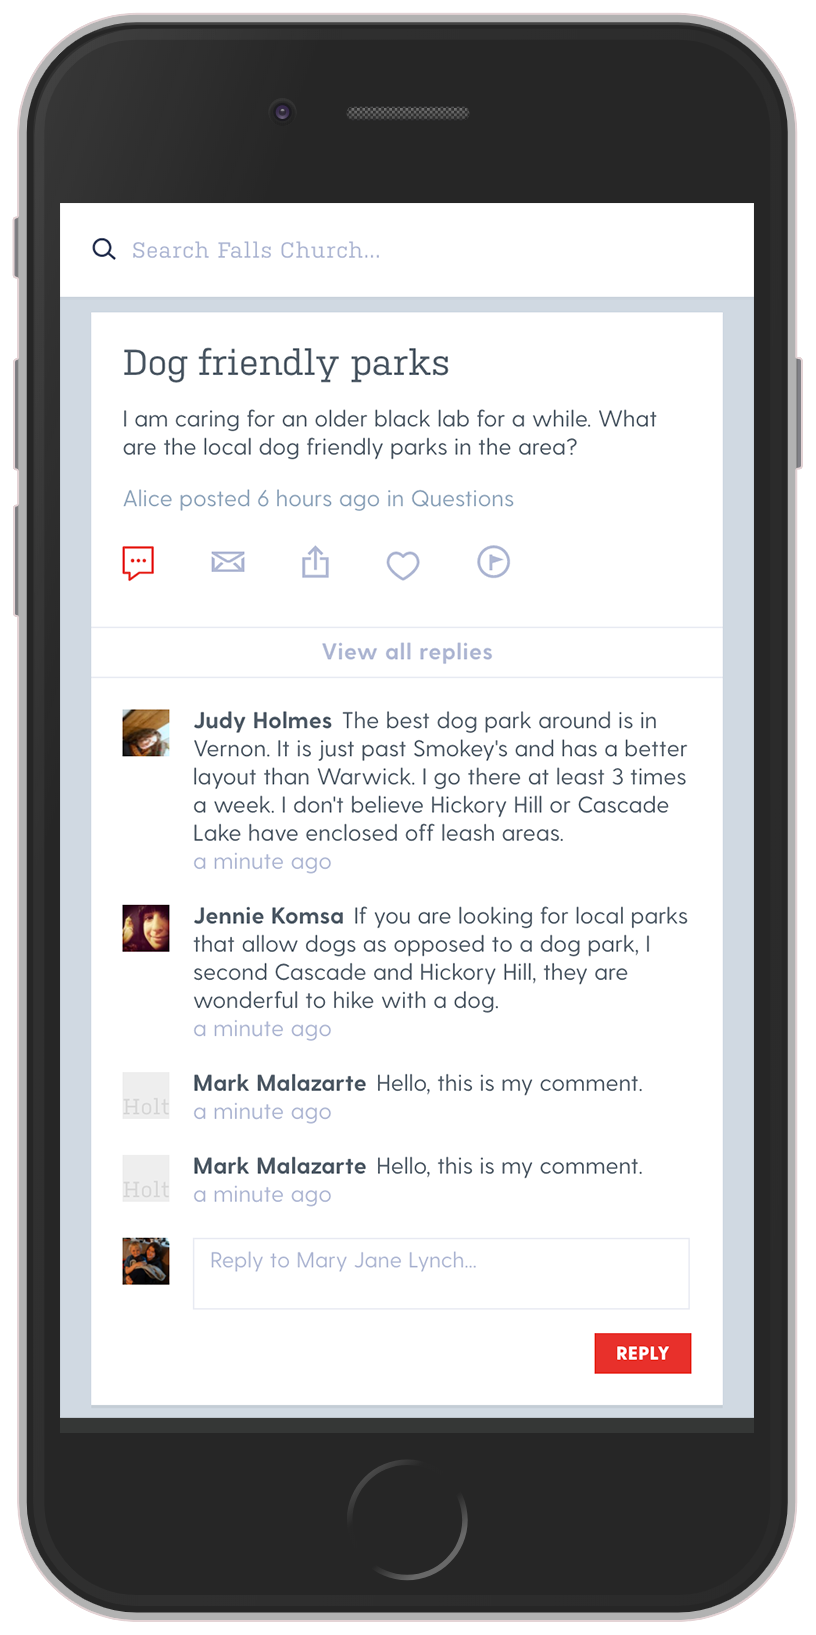 Search Falls Church...
Dog friendly parks
I am caring for an older black lab for a while. What
are the local dog friendly parks in the area?
Alice posted 6 hours ago in Questions
View all replies
Judy Holmes The best dog park around is in
Vernon. It is just past Smokey's and has a better
layout than Warwick. I go there at least 3 times
a week. I don't believe Hickory Hill or Cascade
Lake have enclosed off leash areas.
a minute ago
Jennie Komsa If you are looking for local parks
that allow dogs as opposed to a dog park, I
second Cascade and Hickory Hill, they are
wonderful to hike with a dog.
a minute ago
Holt
Mark Malazarte Hello, this is my comment.
a minute ago
Holt
Mark Malazarte Hello, this is my comment.
a minute ago
Reply to Mary Jane Lynch...
REPLY